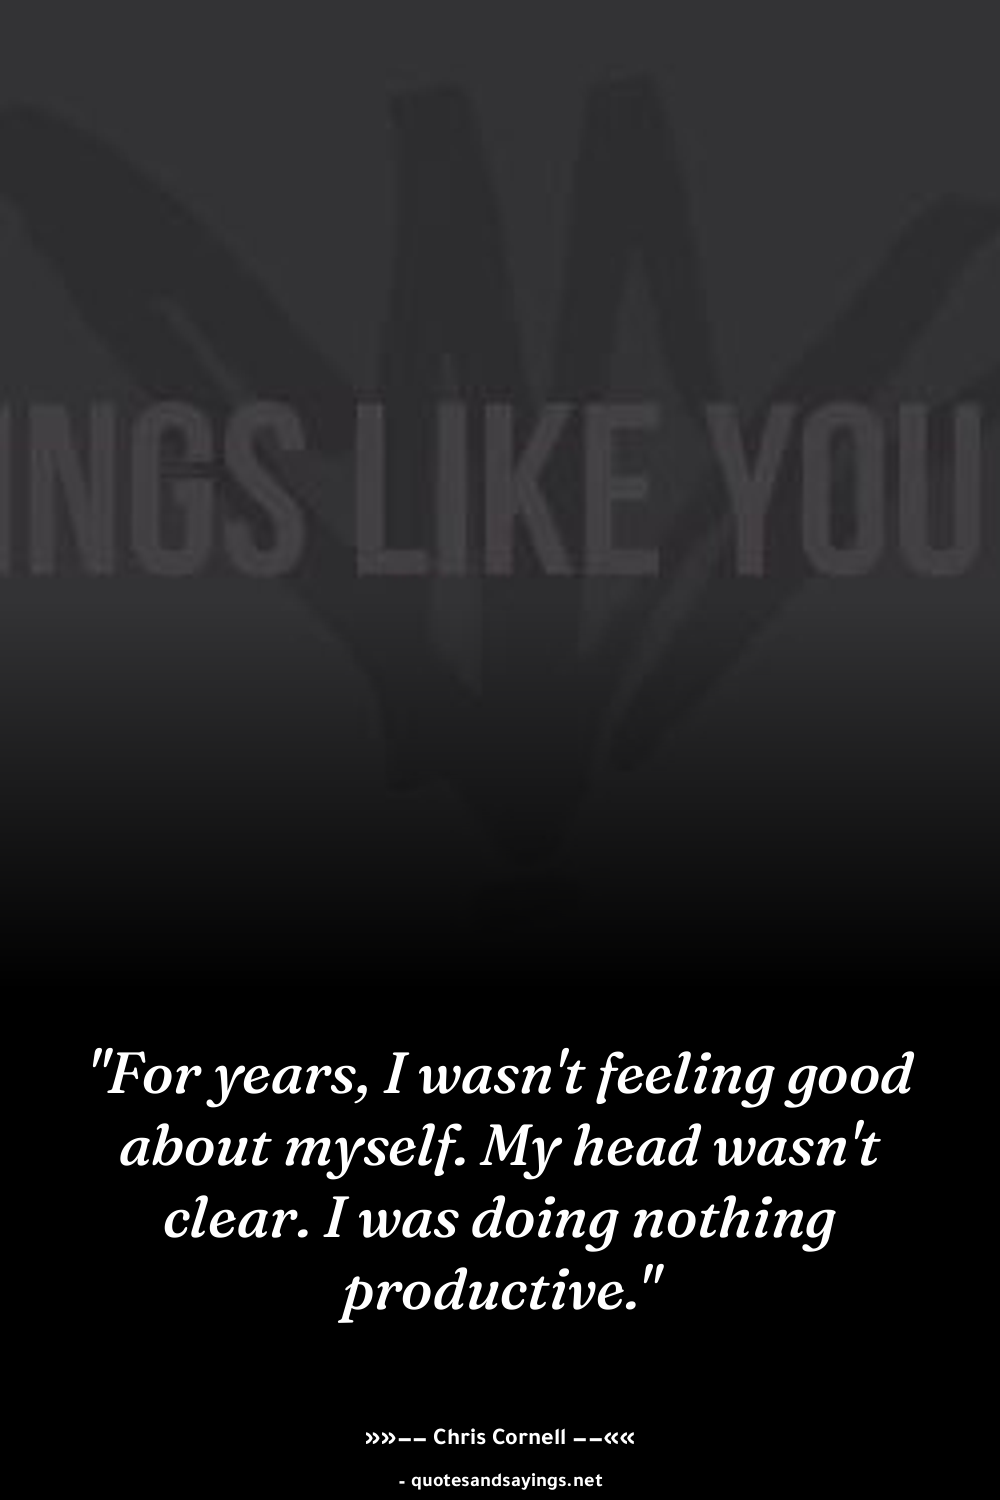 INGS LIKE YOU
"For years, I wasn't feeling good
about myself. My head wasn't
clear. I was doing nothing
productive."
»»-- Chris Cornell --««
- quotesandsayings.net